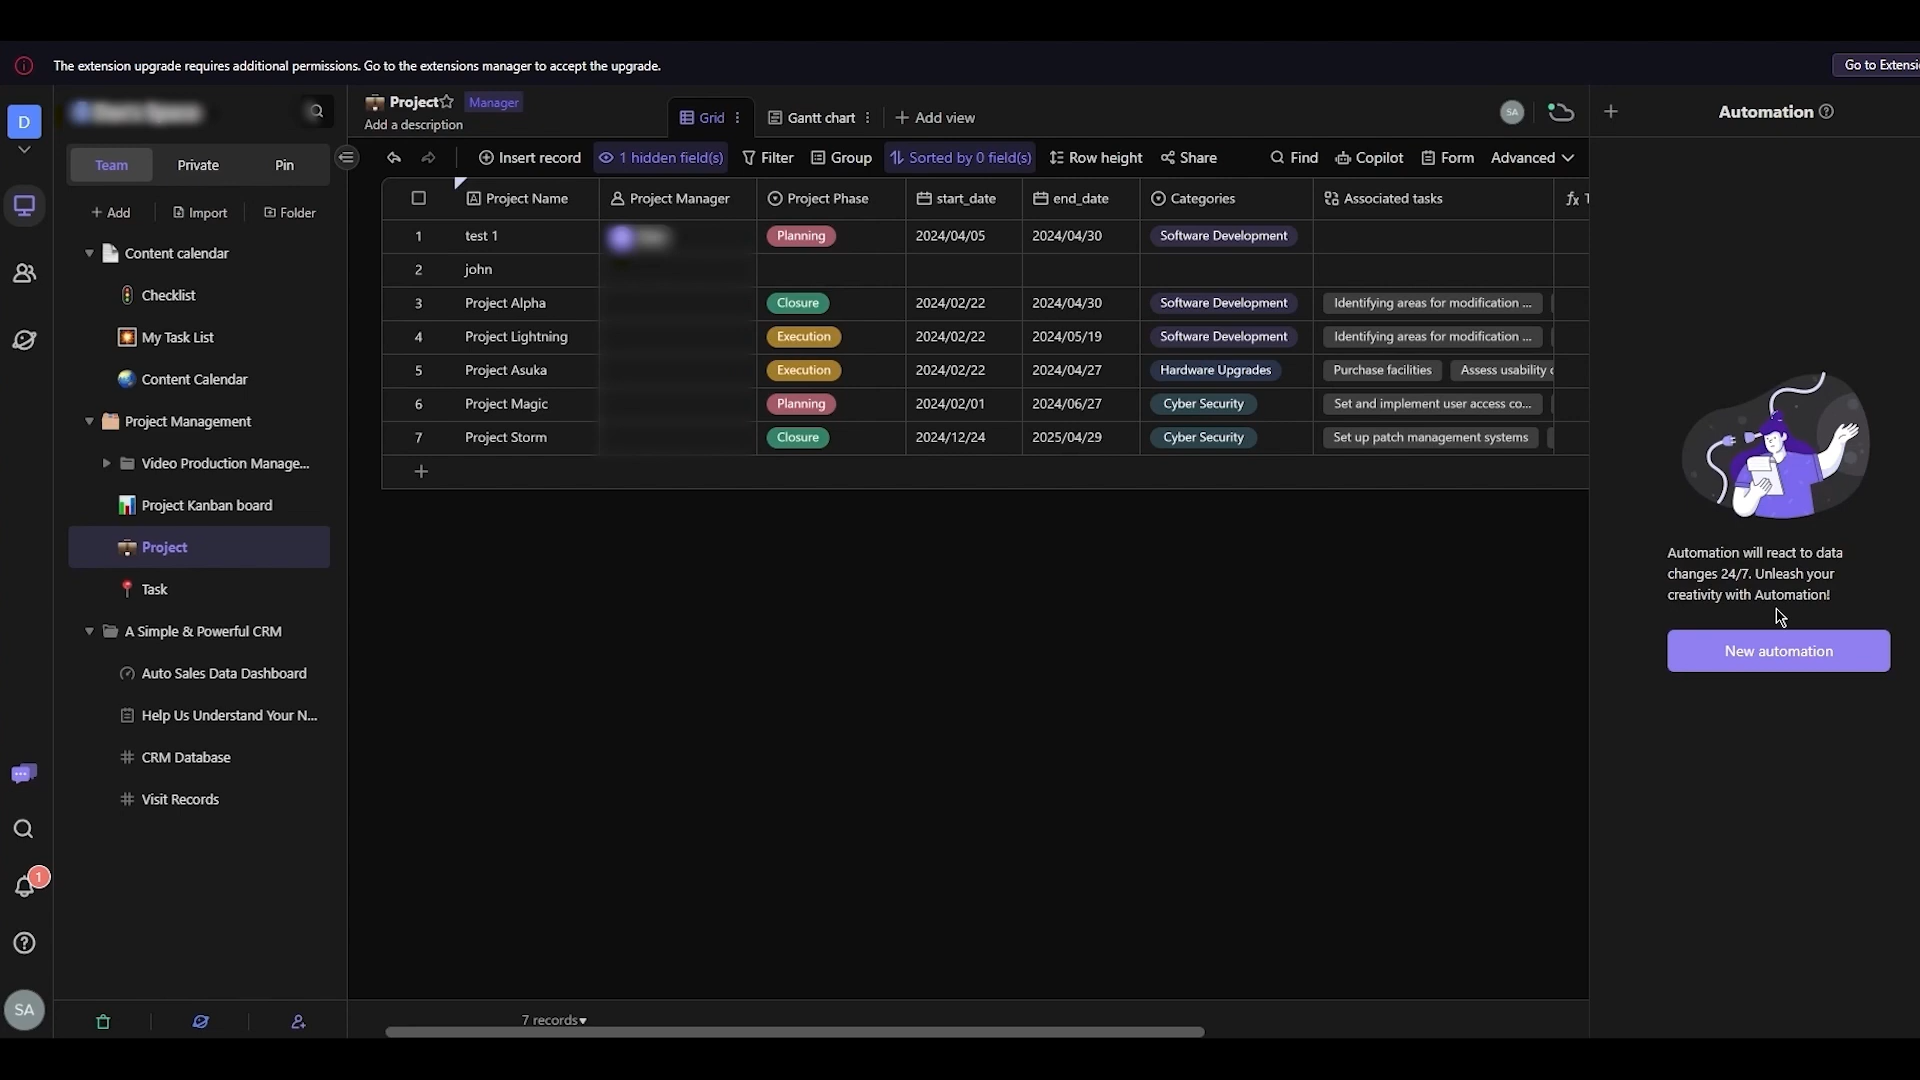 The extension upgrade requires additional permissions. Go to the extensions manager to accept the upgrade.
Go to Extensi
D
Team
Private
Pin
Add
Import
Folder
Content calendar
Checklist
My Task List
Content Calendar
Project Management
Video Production Manage...
Project Kanban board
Project
Task
A Simple & Powerful CRM
Auto Sales Data Dashboard
Help Us Understand Your N...
CRM Database
Visit Records
1
SA
Project
Manager
Add a description
Grid
Gantt chart
Add view
SA
Insert record
1 hidden field(s)
Filter
Group
Sorted by 0 field(s)
Row height
Share
Find
Copilot
Form
Advanced
Project Name Project Manager Project Phase start_date end_date Categories Associated tasks fx
1 test 1 Planning 2024/04/05 2024/04/30 Software Development
2 john
3 Project Alpha Closure 2024/02/22 2024/04/30 Software Development Identifying areas for modification ...
4 Project Lightning Execution 2024/02/22 2024/05/19 Software Development Identifying areas for modification ...
5 Project Asuka Execution 2024/02/22 2024/04/27 Hardware Upgrades Purchase facilities Assess usability
6 Project Magic Planning 2024/02/01 2024/06/27 Cyber Security Set and implement user access co...
7 Project Storm Closure 2024/12/24 2025/04/29 Cyber Security Set up patch management systems
7 records
Automation
Automation will react to data
changes 24/7. Unleash your
creativity with Automation!
New automation